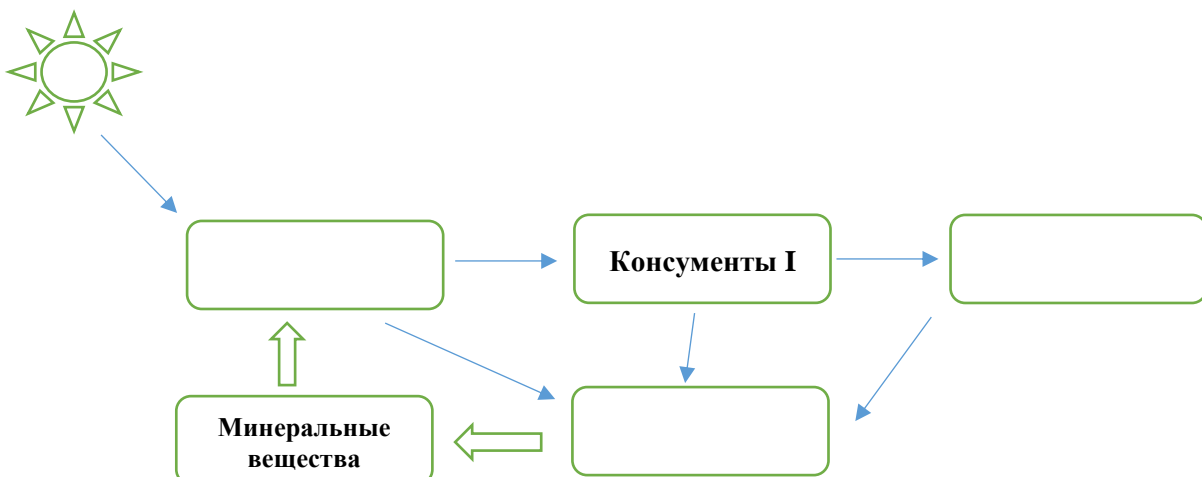 Консументы I
Минеральные
вещества